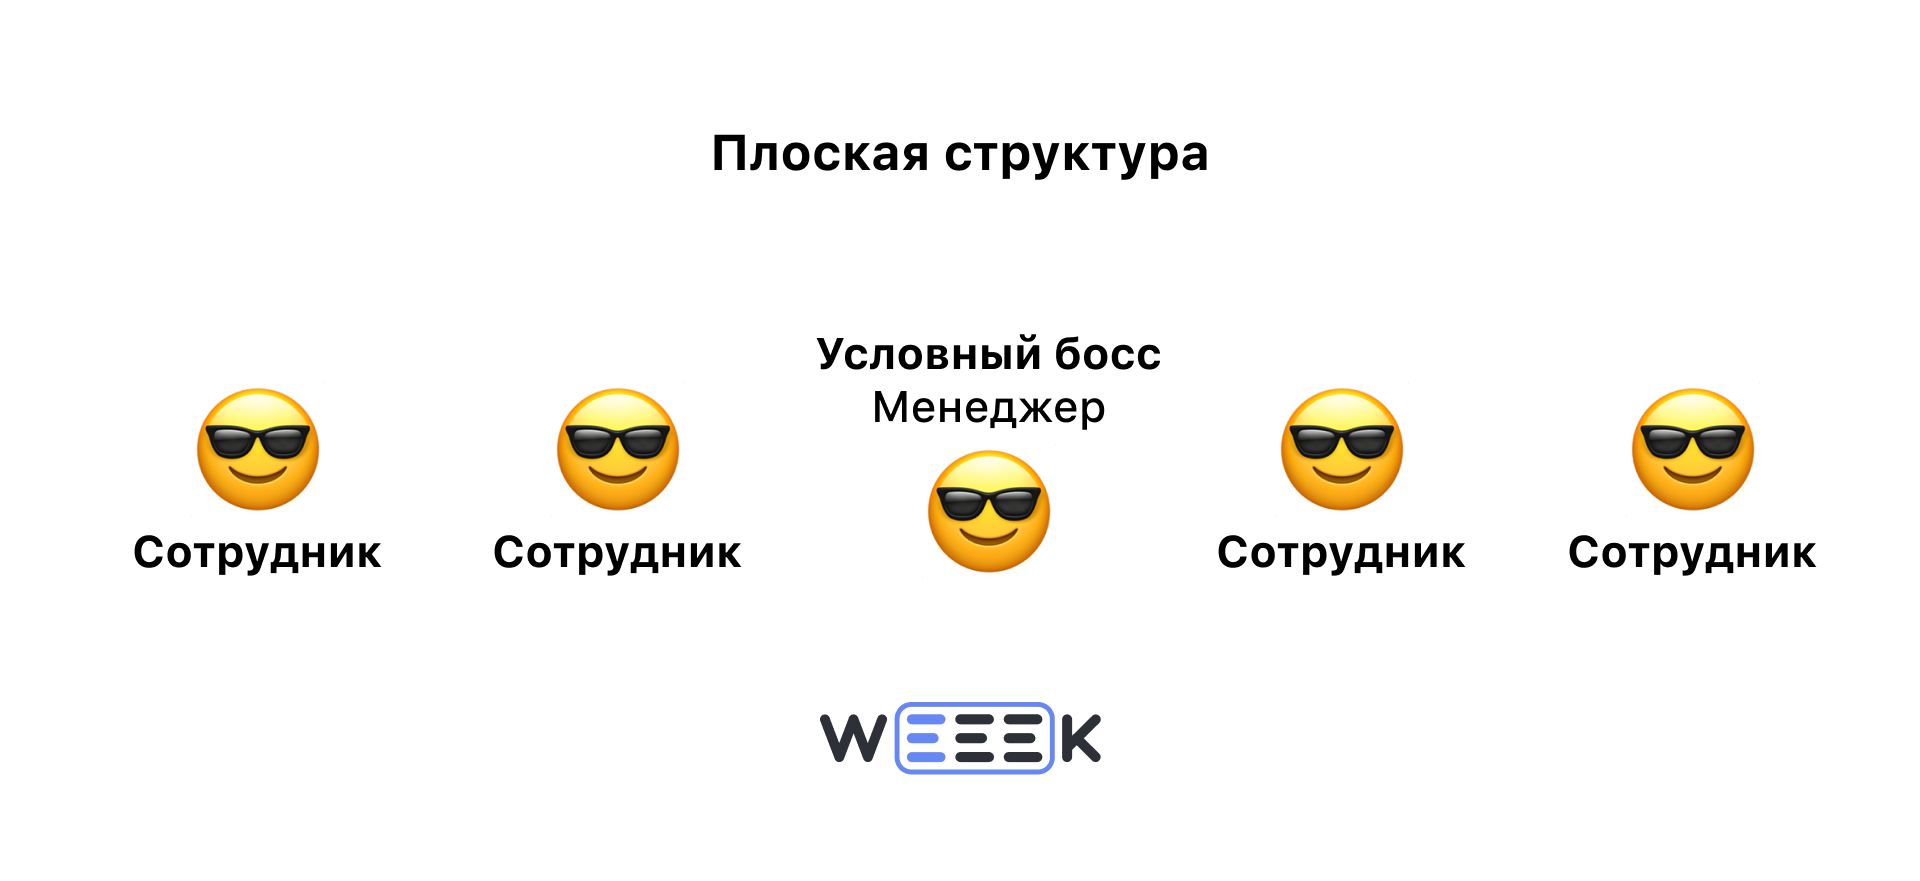 Плоская структура
Условный босс
Менеджер
Сотрудник
Сотрудник
Сотрудник
Сотрудник
WEEEK